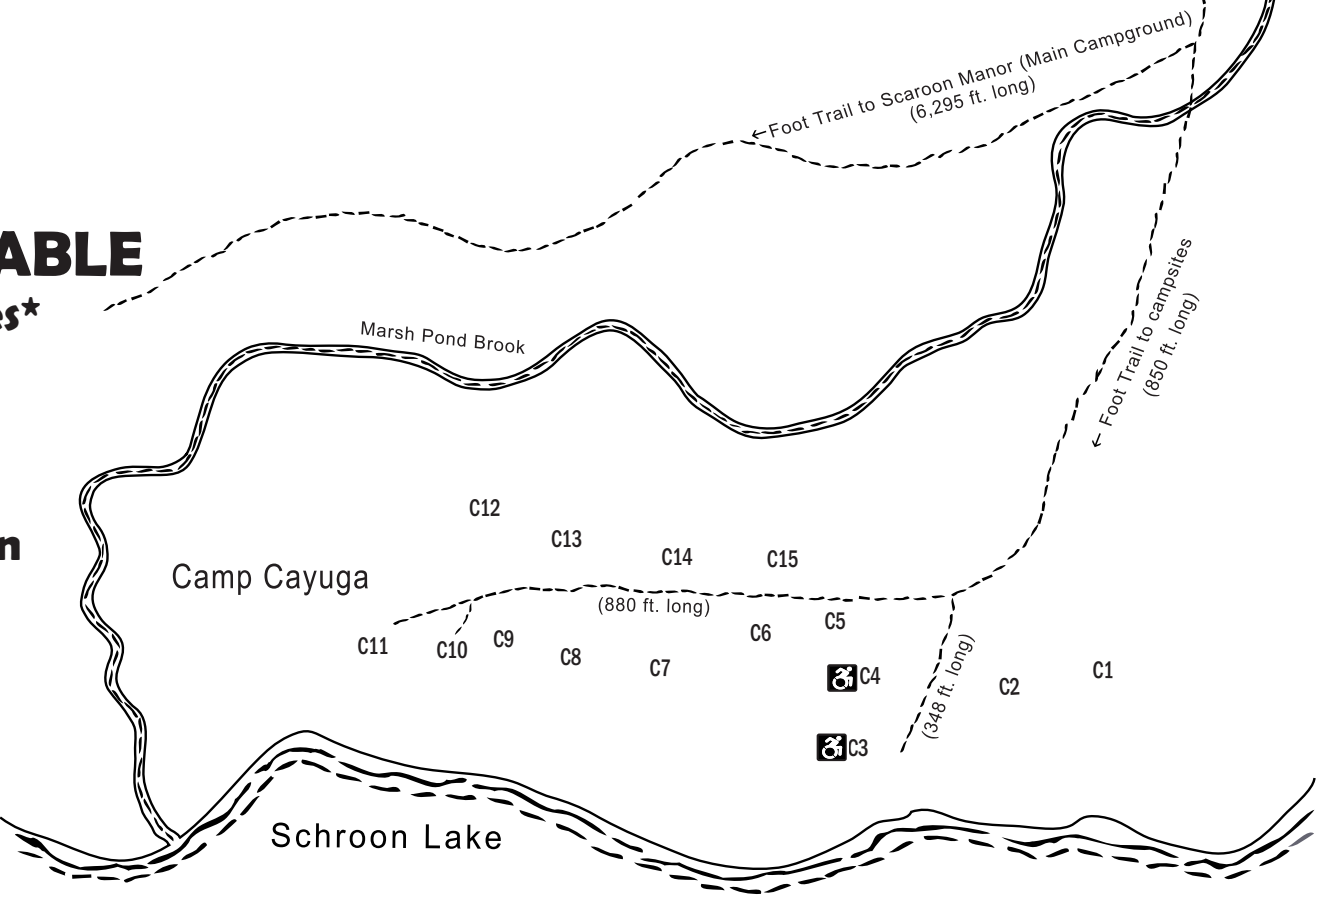 ←Foot Trail to Scaroon Manor (Main Campground)
(6,295 ft. long)
ABLE
es*
Marsh Pond Brook
← Foot Trail to campsites
(850 ft. long)
C12
C13
C14
C15
n
Camp Cayuga
(880 ft. long)
C11
C10
C9
C8
C7
C6
C5
C4
C3
(348 ft. long)
C2
C1
Schroon Lake